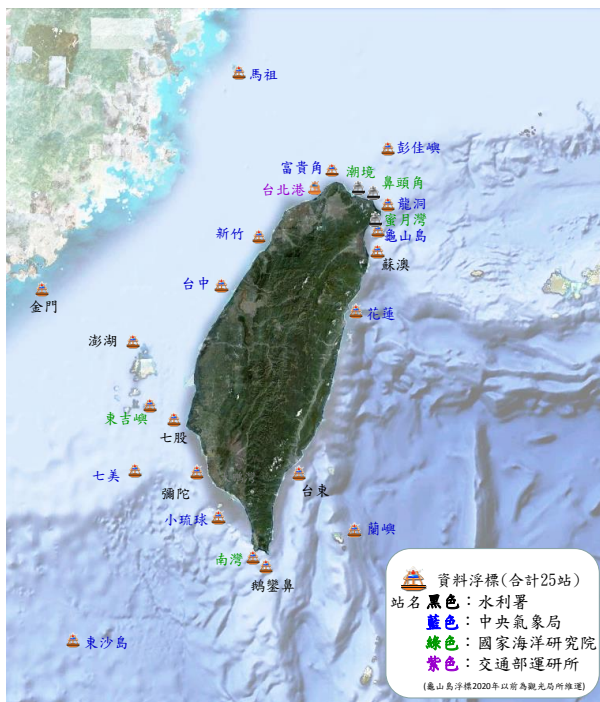 馬祖
彭佳嶼
富貴角
潮境
鼻頭角
台北港
龍洞
蜜月灣
新竹
龜山島
蘇澳
台中
金門
花蓮
澎湖
東吉嶼
七股
七美
彌陀
台東
小琉球
蘭嶼
南灣
鵝鑾鼻
東沙島
資料浮標(合計25站)
站名 黑色：水利署
藍色：中央氣象局
綠色：國家海洋研究院
紫色：交通部運研所
(龜山島浮標2020年以前為觀光局所維運)